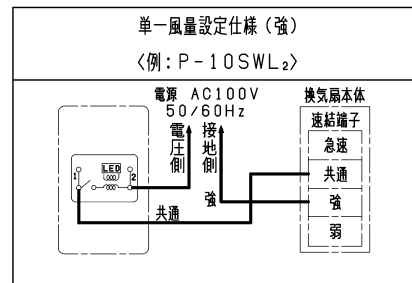 単一風量設定仕様（強）
〈例：P-10SWL₂〉
電源 AC100V
50/60Hz
電圧側
接地側
換気扇本体
速結端子
急速
共通
強
弱
LED
1
2
強
共通